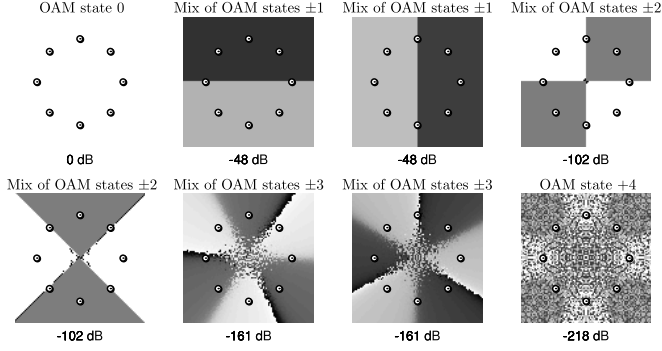 OAM state 0 Mix of OAM states ±1 Mix of OAM states ±1 Mix of OAM states ±2
0 dB -48 dB -48 dB -102 dB
Mix of OAM states ±2 Mix of OAM states ±3 Mix of OAM states ±3 OAM state +4
-102 dB -161 dB -161 dB -218 dB